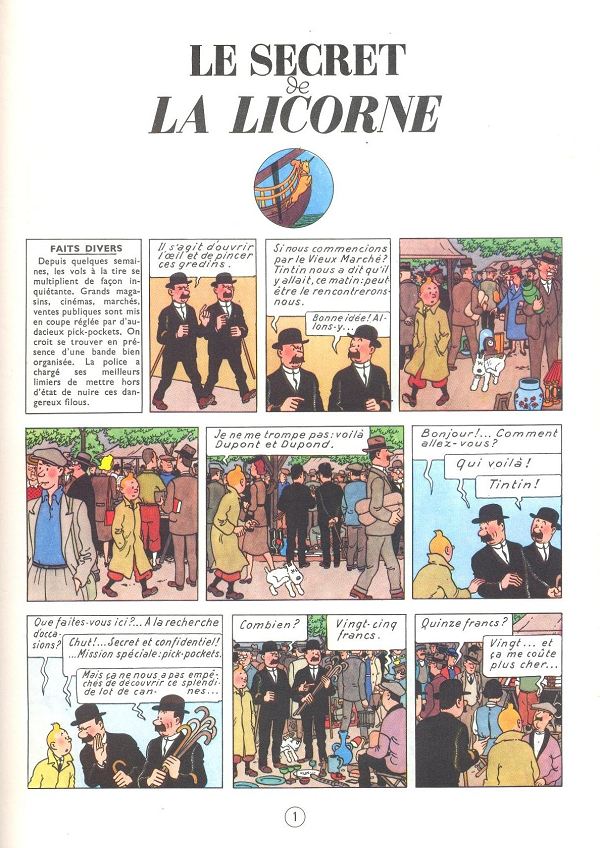 LE SECRET
de
LA LICORNE
FAITS DIVERS
Depuis quelques semai-
nes, les vols à la tire se
multiplient de façon in-
quiétante. Grands maga-
sins, cinémas, marchés,
ventes publiques sont mis
en coupe réglée par d'au-
dacieux pick-pockets. On
croit se trouver en pré-
sence d'une bande bien
organisée. La police a
chargé ses meilleurs
limiers de mettre hors
d'état de nuire ces dan-
gereux filous.
Il s'agit d'ouvrir
l'œil et de pincer
ces gredins.
Si nous commencions
par le Vieux Marché?
Tintin nous a dit qu'il
y allait, ce matin: peut
être le rencontrerons-
nous.
Bonne idée! Al-
lons-y...
Je ne me trompe pas: voilà
Dupont et Dupond.
Bonjour!... Comment
allez-vous?
Qui voilà!
Tintin!
Que faites-vous ici?... A la recherche
d'occa-
sions?
Chut!... Secret et confidentiel!
...Mission spéciale: pick-pockets.
Mais ça ne nous a pas empê-
chés de découvrir ce splendi-
de lot de can- nes...
Combien?
Vingt-cinq
francs.
Quinze francs?
Vingt... et
ça me coûte
plus cher...
1